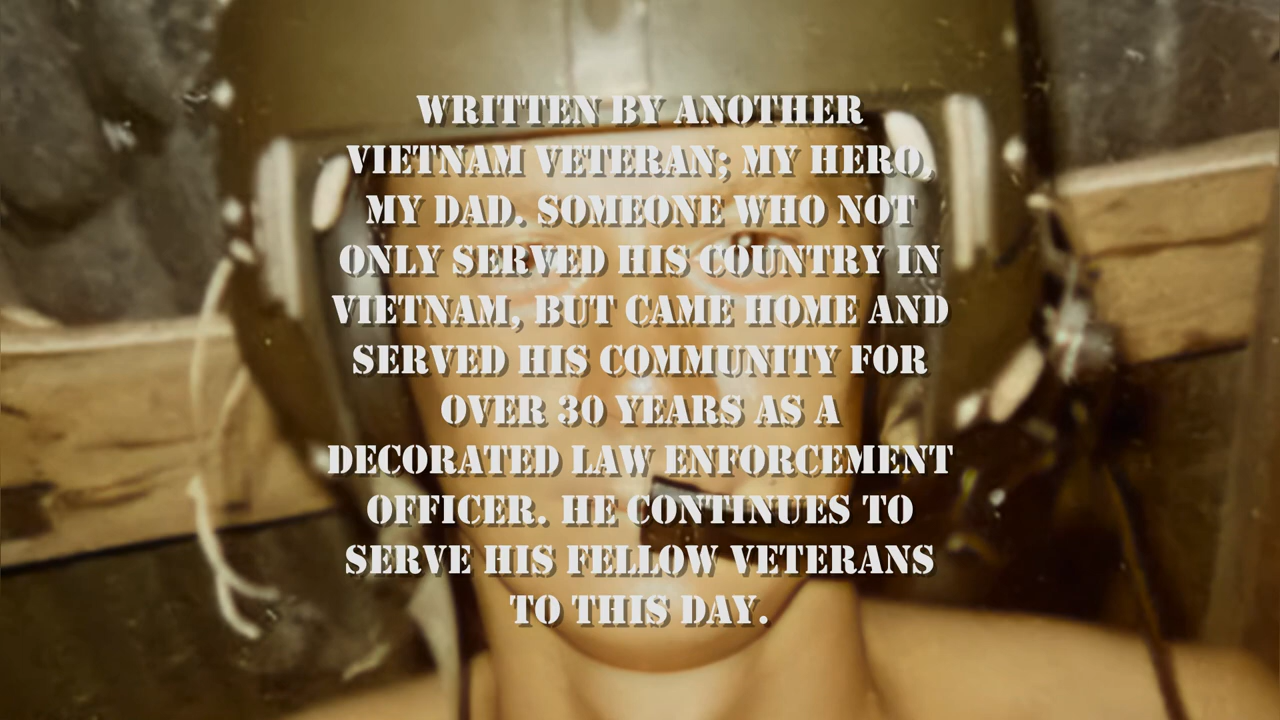 WRITTEN BY ANOTHER
VIETNAM VETERAN; MY HERO,
MY DAD. SOMEONE WHO NOT
ONLY SERVED HIS COUNTRY IN
VIETNAM, BUT CAME HOME AND
SERVED HIS COMMUNITY FOR
OVER 30 YEARS AS A
DECORATED LAW ENFORCEMENT
OFFICER. HE CONTINUES TO
SERVE HIS FELLOW VETERANS
TO THIS DAY.